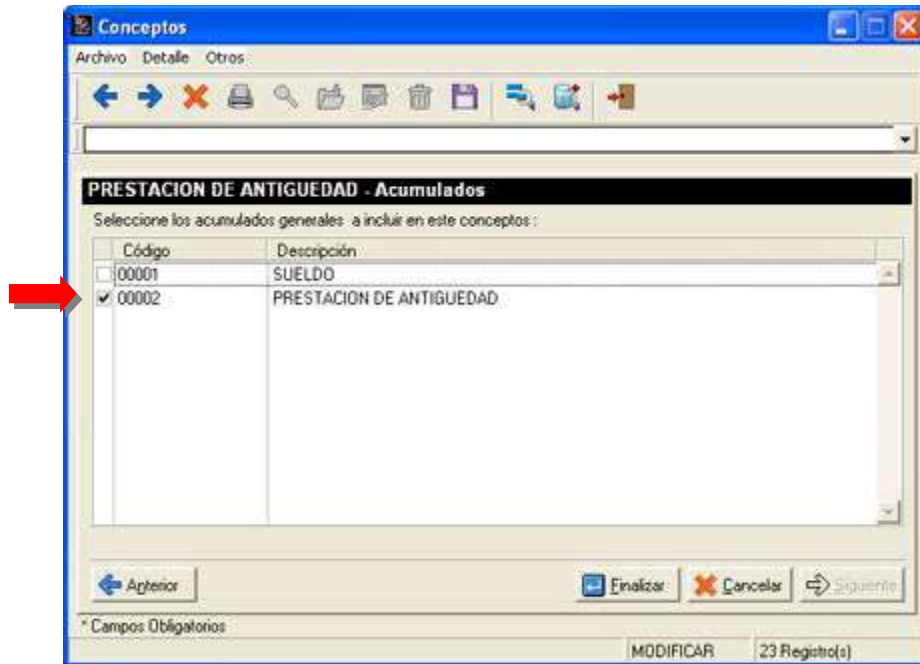 Conceptos
Archivo Detalle Otros
PRESTACION DE ANTIGUEDAD - Acumulados
Seleccione los acumulados generales a incluir en este conceptos :
Código Descripción
00001 SUELDO
00002 PRESTACION DE ANTIGUEDAD
Anterior Finalizar Cancelar Siguiente
* Campos Obligatorios
MODIFICAR 23 Registro(s)